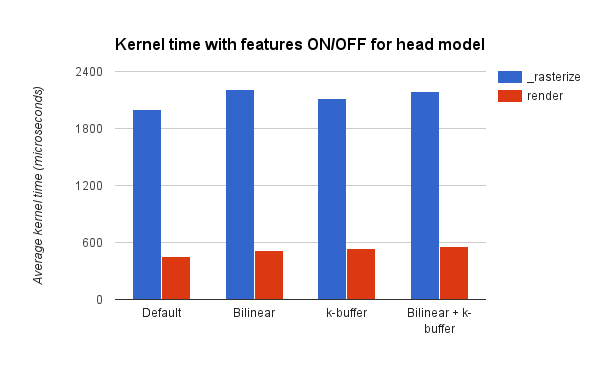 Kernel time with features ON/OFF for head model
Average kernel time (microseconds)
2400
1800
1200
600
0
Default
Bilinear
k-buffer
Bilinear + k-
buffer
_rasterize
render